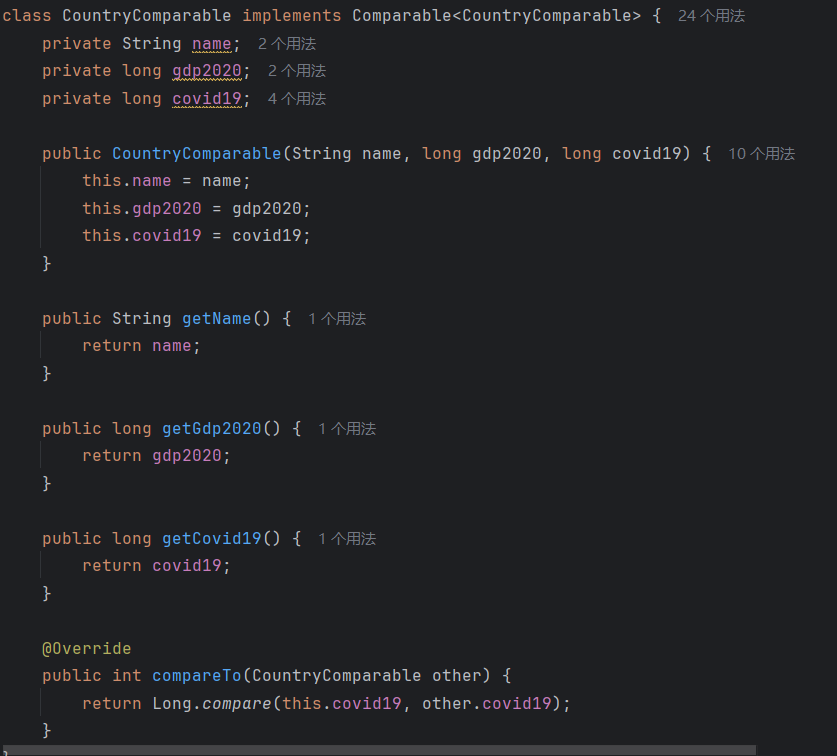 class CountryComparable implements Comparable<CountryComparable> {  24 个用法
    private String name;  2 个用法
    private long gdp2020;  2 个用法
    private long covid19;  4 个用法

    public CountryComparable(String name, long gdp2020, long covid19) {  10 个用法
        this.name = name;
        this.gdp2020 = gdp2020;
        this.covid19 = covid19;
    }

    public String getName() {  1 个用法
        return name;
    }

    public long getGdp2020() {  1 个用法
        return gdp2020;
    }

    public long getCovid19() {  1 个用法
        return covid19;
    }

    @Override
    public int compareTo(CountryComparable other) {
        return Long.compare(this.covid19, other.covid19);
    }